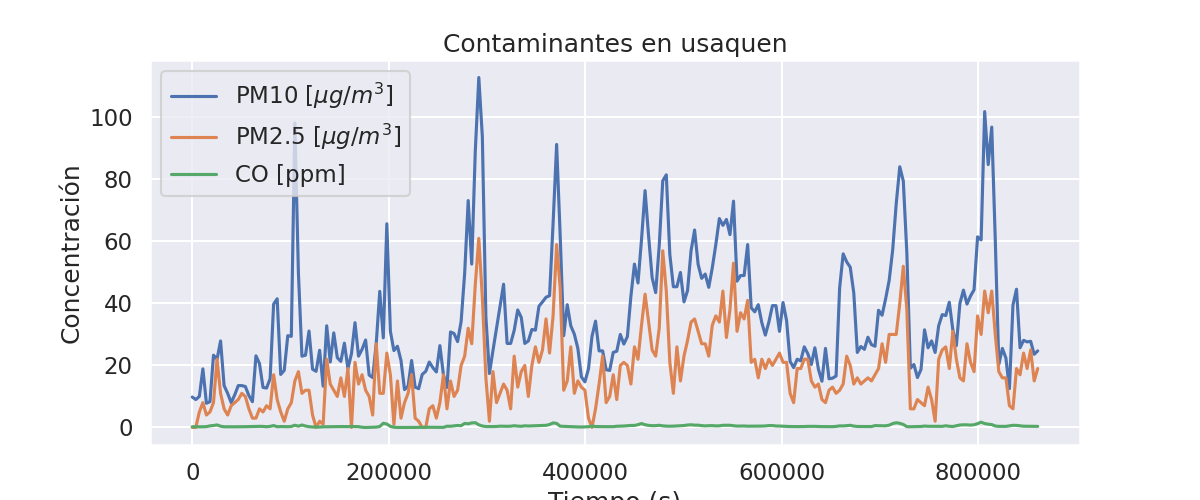 Contaminantes en usaquen
PM10 [μg/m³]
PM2.5 [μg/m³]
CO [ppm]
Concentración
100
80
60
40
20
0
0 200000 400000 600000 800000
Tiempo (s)